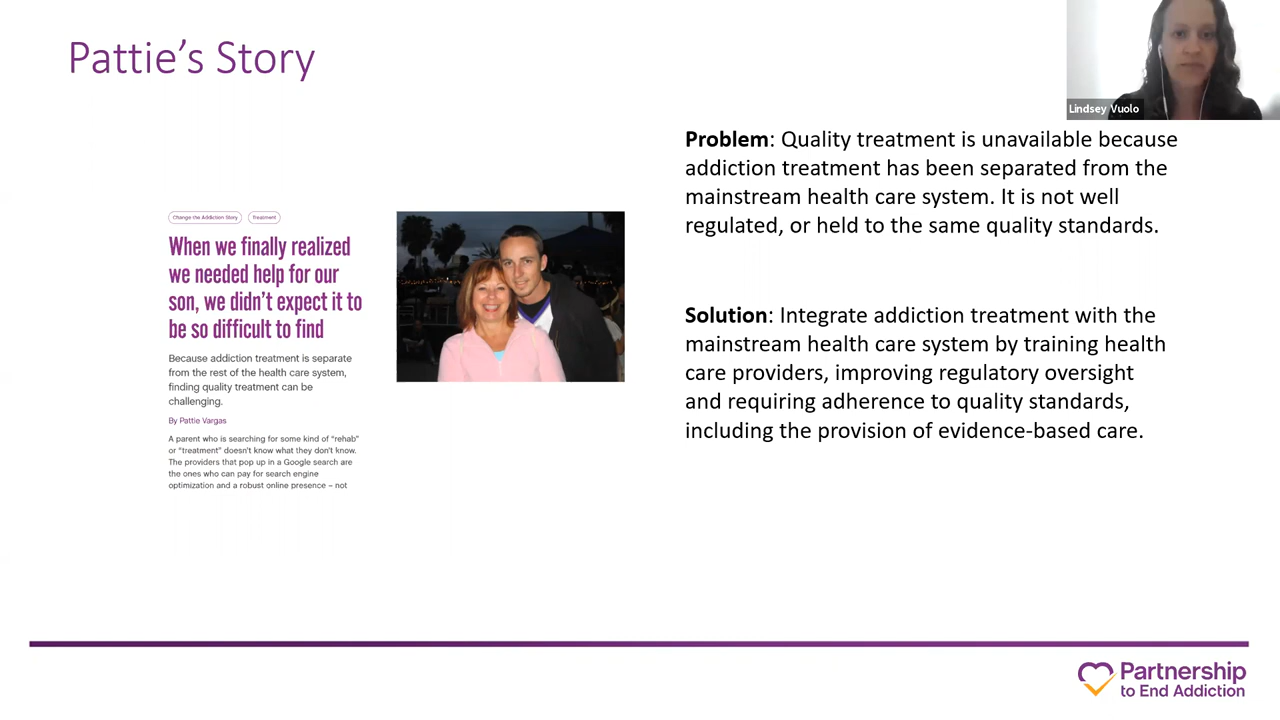 Pattie's Story
Lindsey Vuolo
Change the Addiction Story
Treatment
When we finally realized
we needed help for our
son, we didn't expect it to
be so difficult to find
Because addiction treatment is separate
from the rest of the health care system,
finding quality treatment can be
challenging.
By Pattie Vargas
A parent who is searching for some kind of "rehab"
or "treatment" doesn't know what they don't know.
The providers that pop up in a Google search are
the ones who can pay for search engine
optimization and a robust online presence – not
Problem: Quality treatment is unavailable because
addiction treatment has been separated from the
mainstream health care system. It is not well
regulated, or held to the same quality standards.
Solution: Integrate addiction treatment with the
mainstream health care system by training health
care providers, improving regulatory oversight
and requiring adherence to quality standards,
including the provision of evidence-based care.
Partnership
to End Addiction